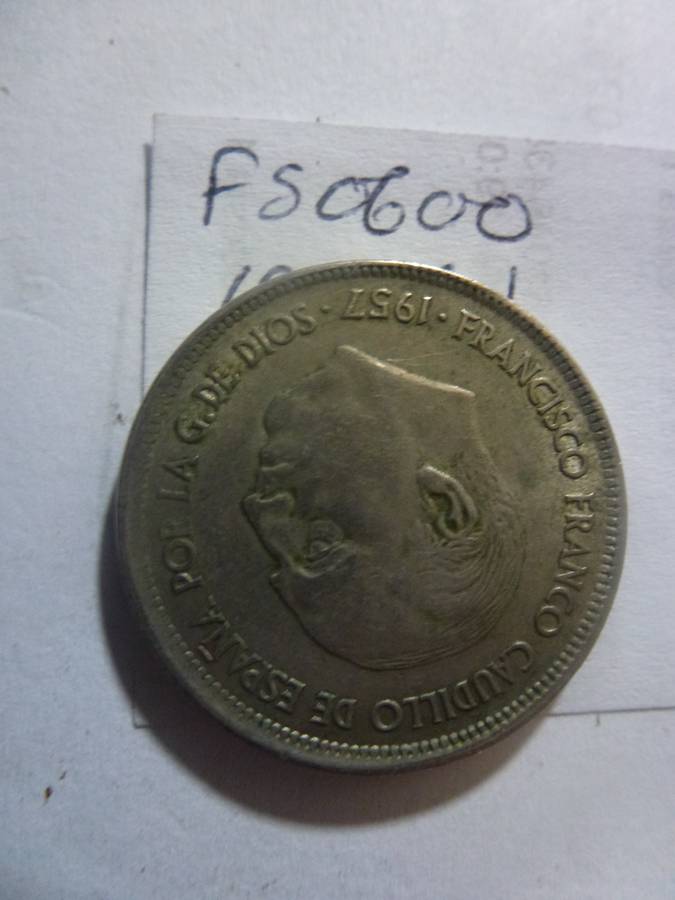 FS0600
FRANCISCO FRANCO CAUDILLO DE ESPAÑA POR LA G. DE DIOS · 1957 ·